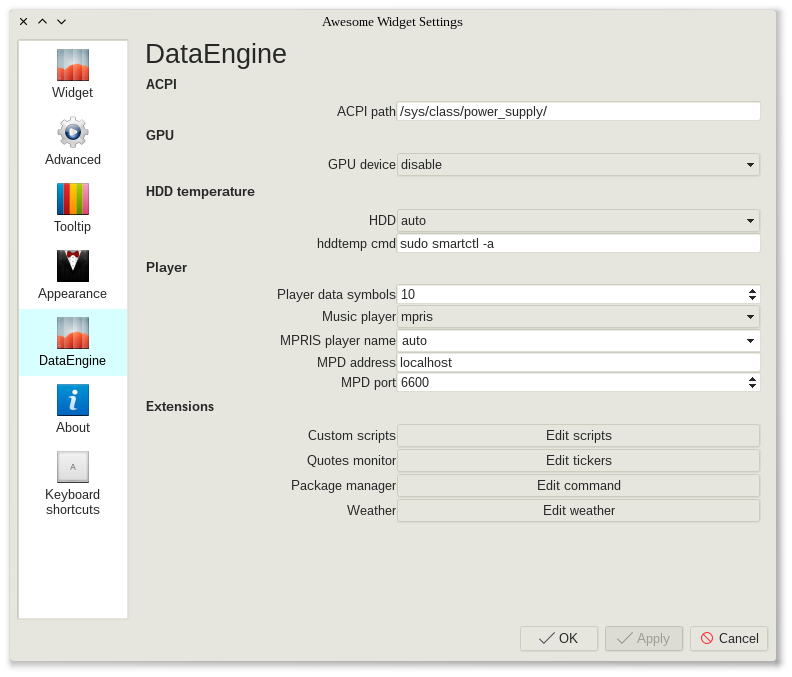 Awesome Widget Settings
Widget
Advanced
Tooltip
Appearance
DataEngine
About
A
Keyboard
shortcuts
DataEngine
ACPI
ACPI path /sys/class/power_supply/
GPU
GPU device disable
HDD temperature
HDD auto
hddtemp cmd sudo smartctl -a
Player
Player data symbols 10
Music player mpris
MPRIS player name auto
MPD address localhost
MPD port 6600
Extensions
Custom scripts Edit scripts
Quotes monitor Edit tickers
Package manager Edit command
Weather Edit weather
OK Apply Cancel